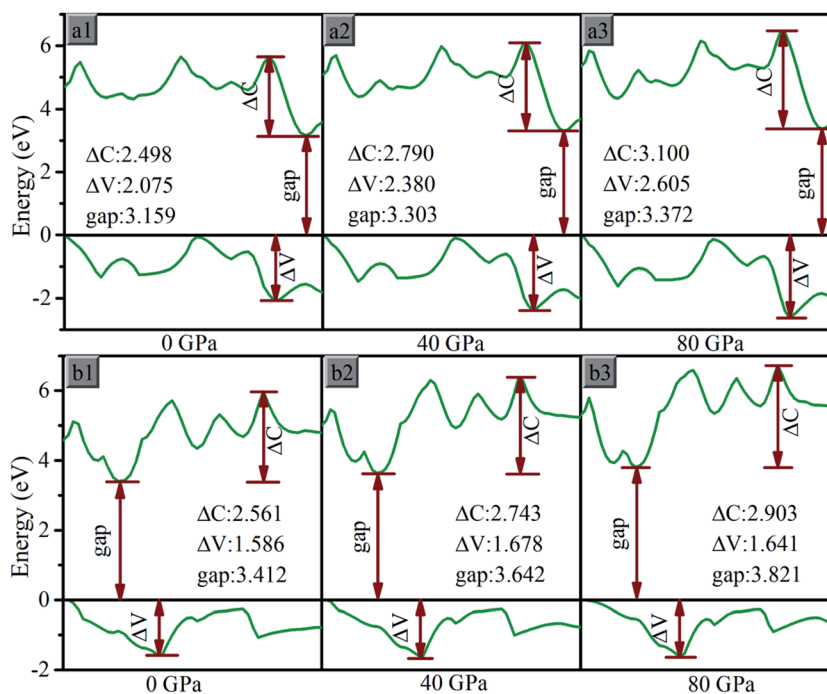 a1
a2
a3
Energy (eV)
6
4
2
0
-2
ΔC
ΔC
ΔC
ΔC:2.498
ΔV:2.075
gap:3.159
ΔC:2.790
ΔV:2.380
gap:3.303
ΔC:3.100
ΔV:2.605
gap:3.372
gap
gap
gap
ΔV
ΔV
ΔV
0 GPa
40 GPa
80 GPa
b1
b2
b3
Energy (eV)
6
4
2
0
-2
ΔC
ΔC
ΔC
gap
gap
gap
ΔC:2.561
ΔV:1.586
gap:3.412
ΔC:2.743
ΔV:1.678
gap:3.642
ΔC:2.903
ΔV:1.641
gap:3.821
ΔV
ΔV
ΔV
0 GPa
40 GPa
80 GPa